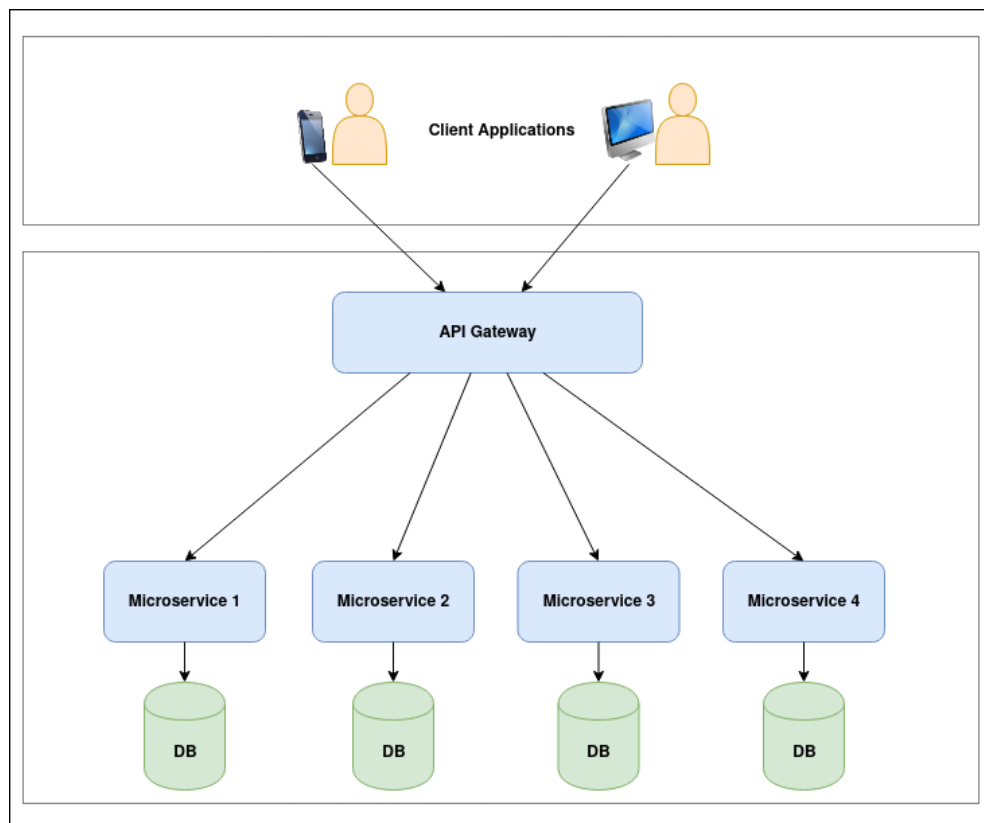 Client Applications
API Gateway
Microservice 1
Microservice 2
Microservice 3
Microservice 4
DB
DB
DB
DB